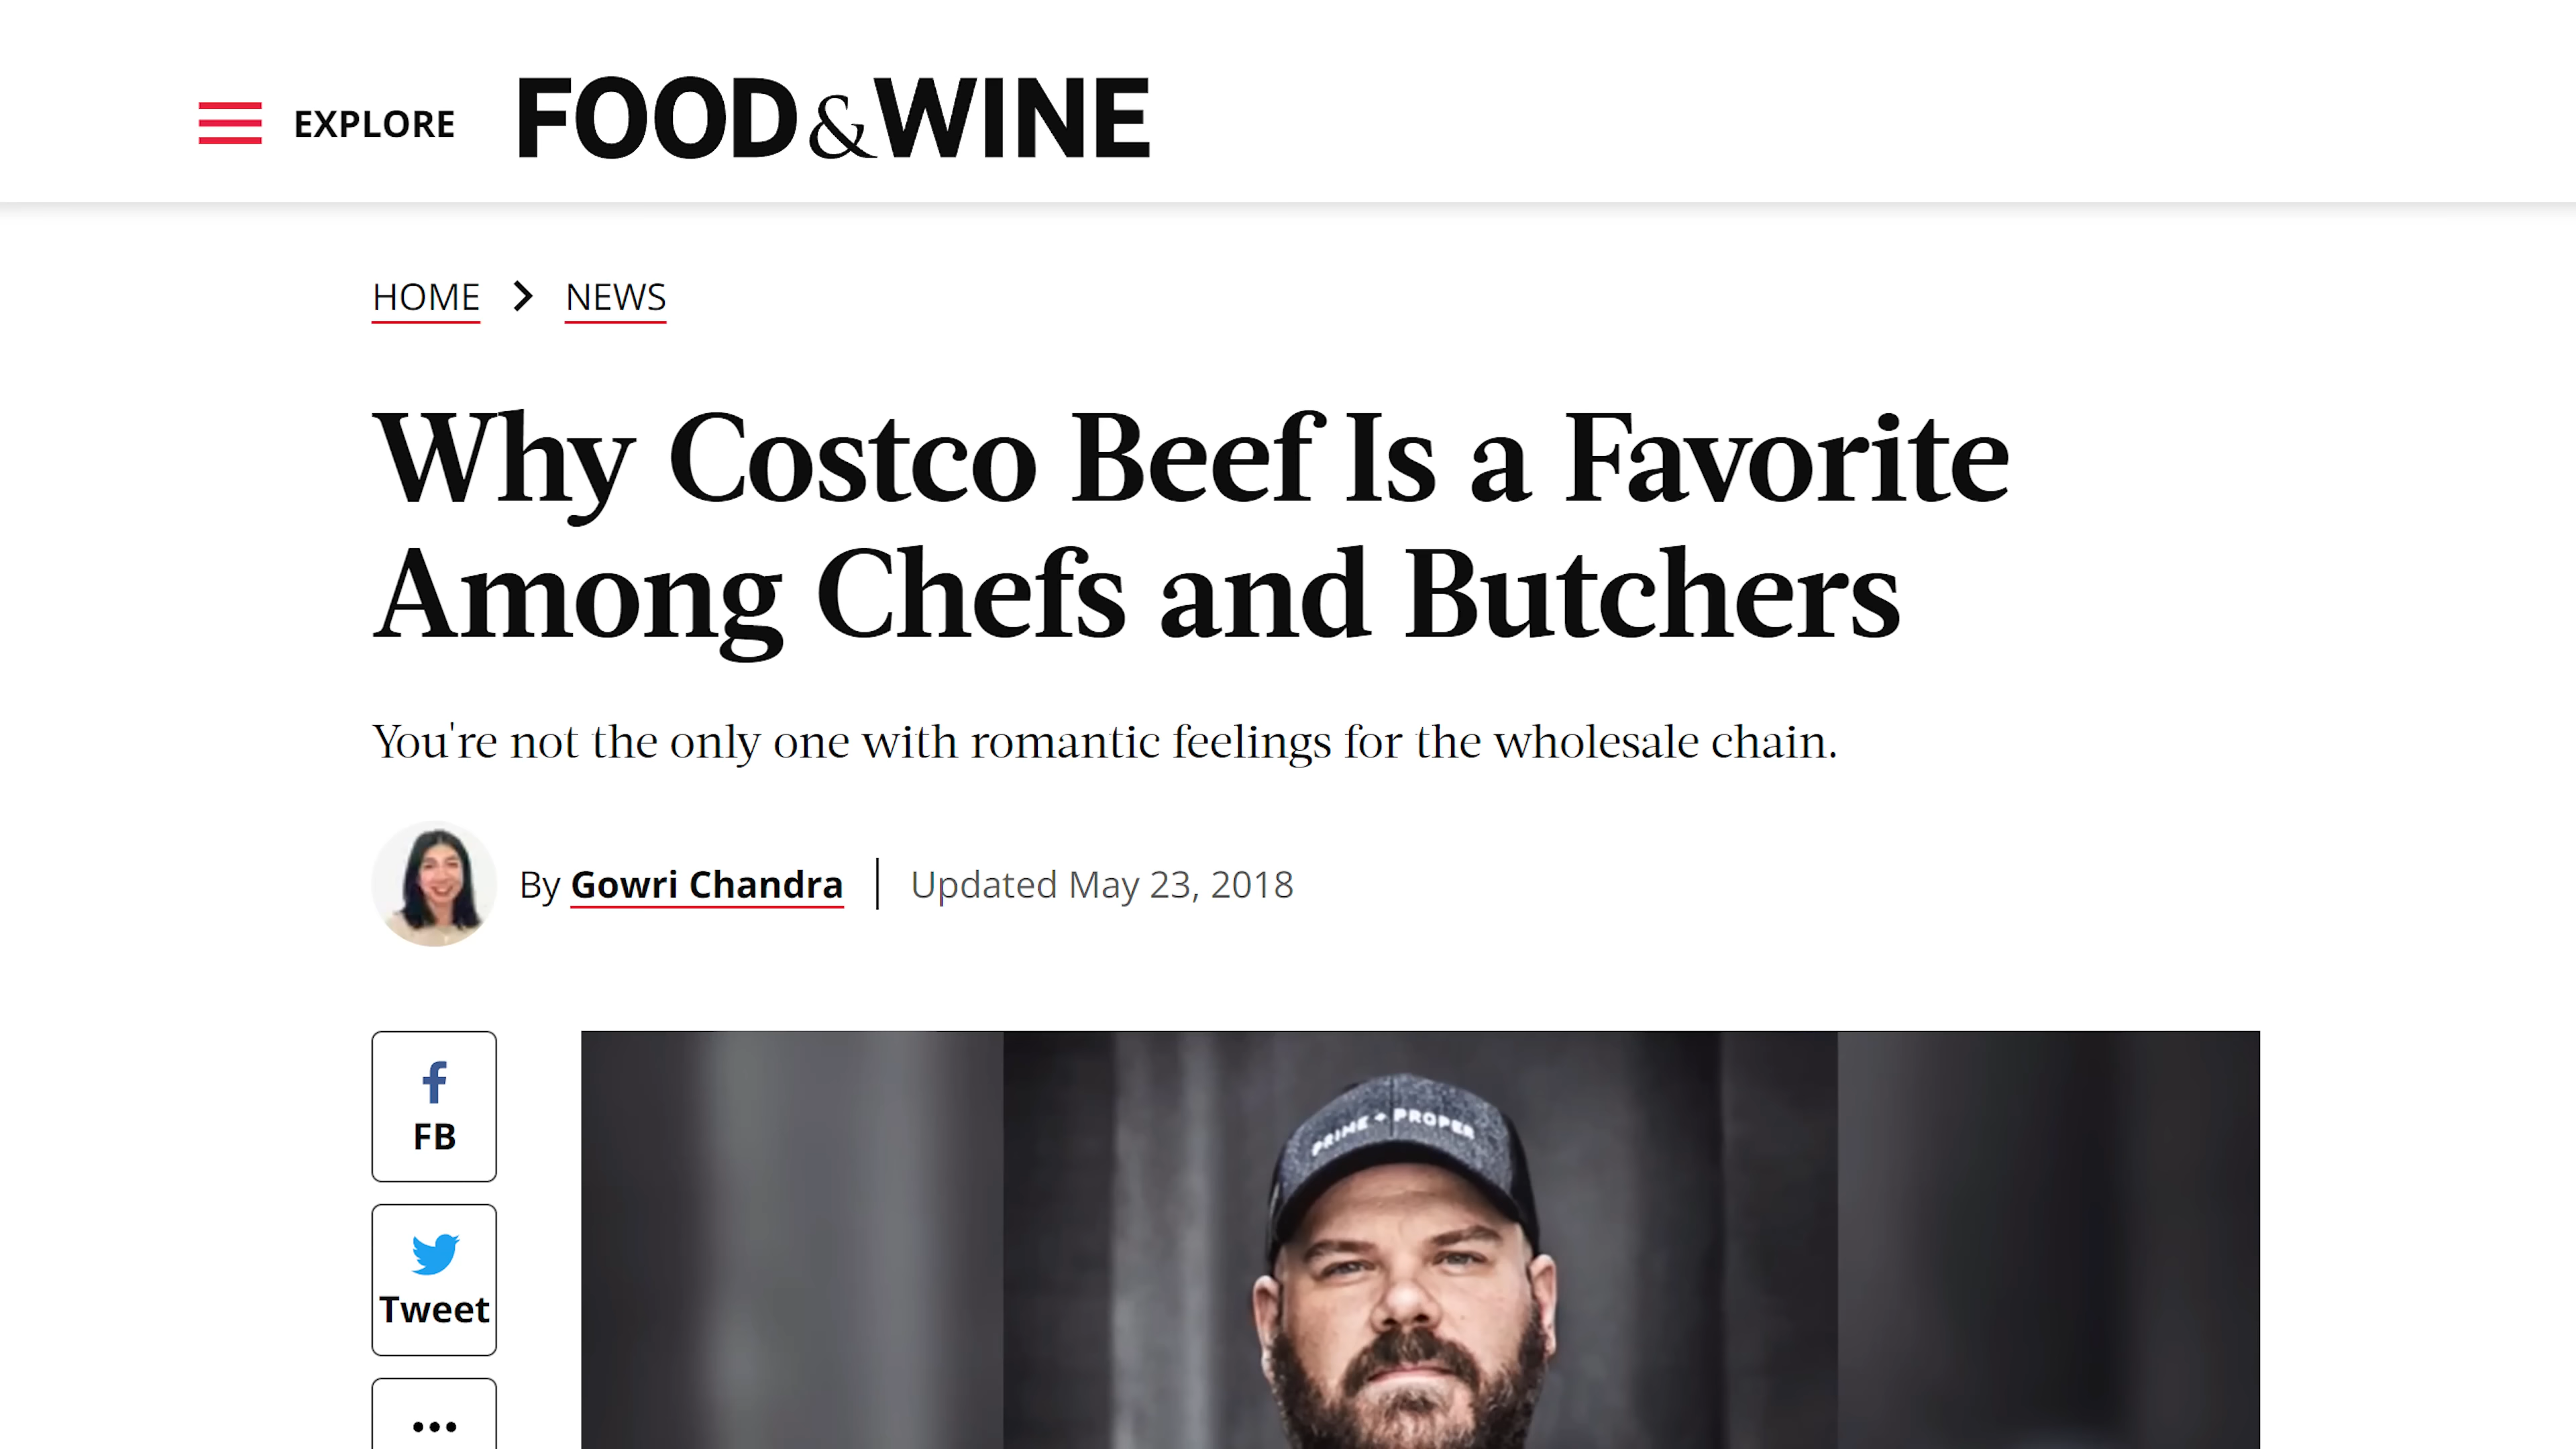 EXPLORE FOOD&WINE
HOME > NEWS
Why Costco Beef Is a Favorite
Among Chefs and Butchers
You're not the only one with romantic feelings for the wholesale chain.
By Gowri Chandra | Updated May 23, 2018
FB
PRIME + PROPER
Tweet